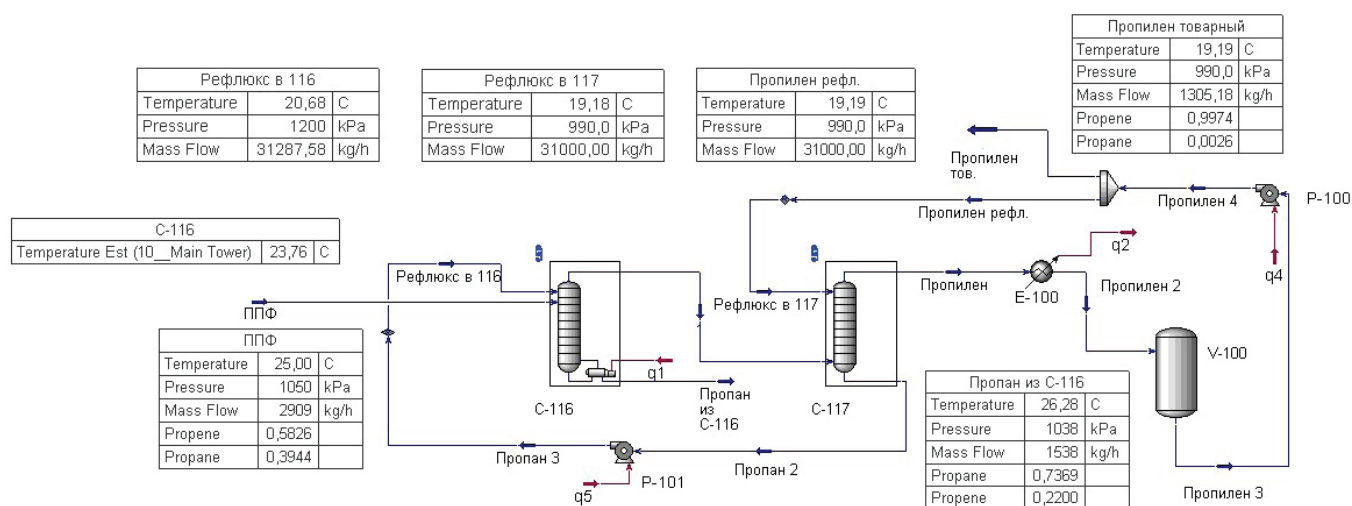 Пропилен товарный
Temperature 19,19 C
Pressure 990,0 kPa
Mass Flow 1305,18 kg/h
Propene 0,9974
Propane 0,0026
Рефлюкс в 116
Temperature 20,68 C
Pressure 1200 kPa
Mass Flow 31287,58 kg/h
Рефлюкс в 117
Temperature 19,18 C
Pressure 990,0 kPa
Mass Flow 31000,00 kg/h
Пропилен рефл.
Temperature 19,19 C
Pressure 990,0 kPa
Mass Flow 31000,00 kg/h
Пропилен
тов.
Пропилен 4
P-100
Пропилен рефл.
q4
C-116
Temperature Est (10__Main Tower) 23,76 C
Рефлюкс в 116
ППФ
Рефлюкс в 117
Пропилен
q2
E-100
Пропилен 2
V-100
ППФ
Temperature 25,00 C
Pressure 1050 kPa
Mass Flow 2909 kg/h
Propene 0,5826
Propane 0,3944
q1
C-116
Пропан
из
C-116
C-117
Пропан из C-116
Temperature 26,28 C
Pressure 1038 kPa
Mass Flow 1538 kg/h
Propane 0,7369
Propene 0,2200
Пропан 3
q5
P-101
Пропан 2
Пропилен 3